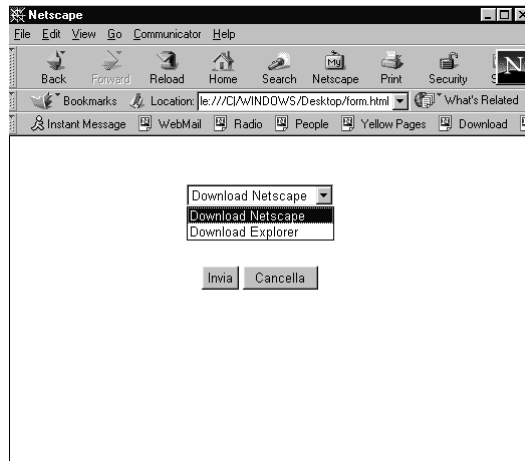 Netscape
File Edit View Go Communicator Help
My
Back Forward Reload Home Search Netscape Print Security S
N
Bookmarks Location: le:///C|/WINDOWS/Desktop/form.html What's Related
Instant Message WebMail Radio People Yellow Pages Download
Download Netscape
Download Netscape
Download Explorer
Invia Cancella